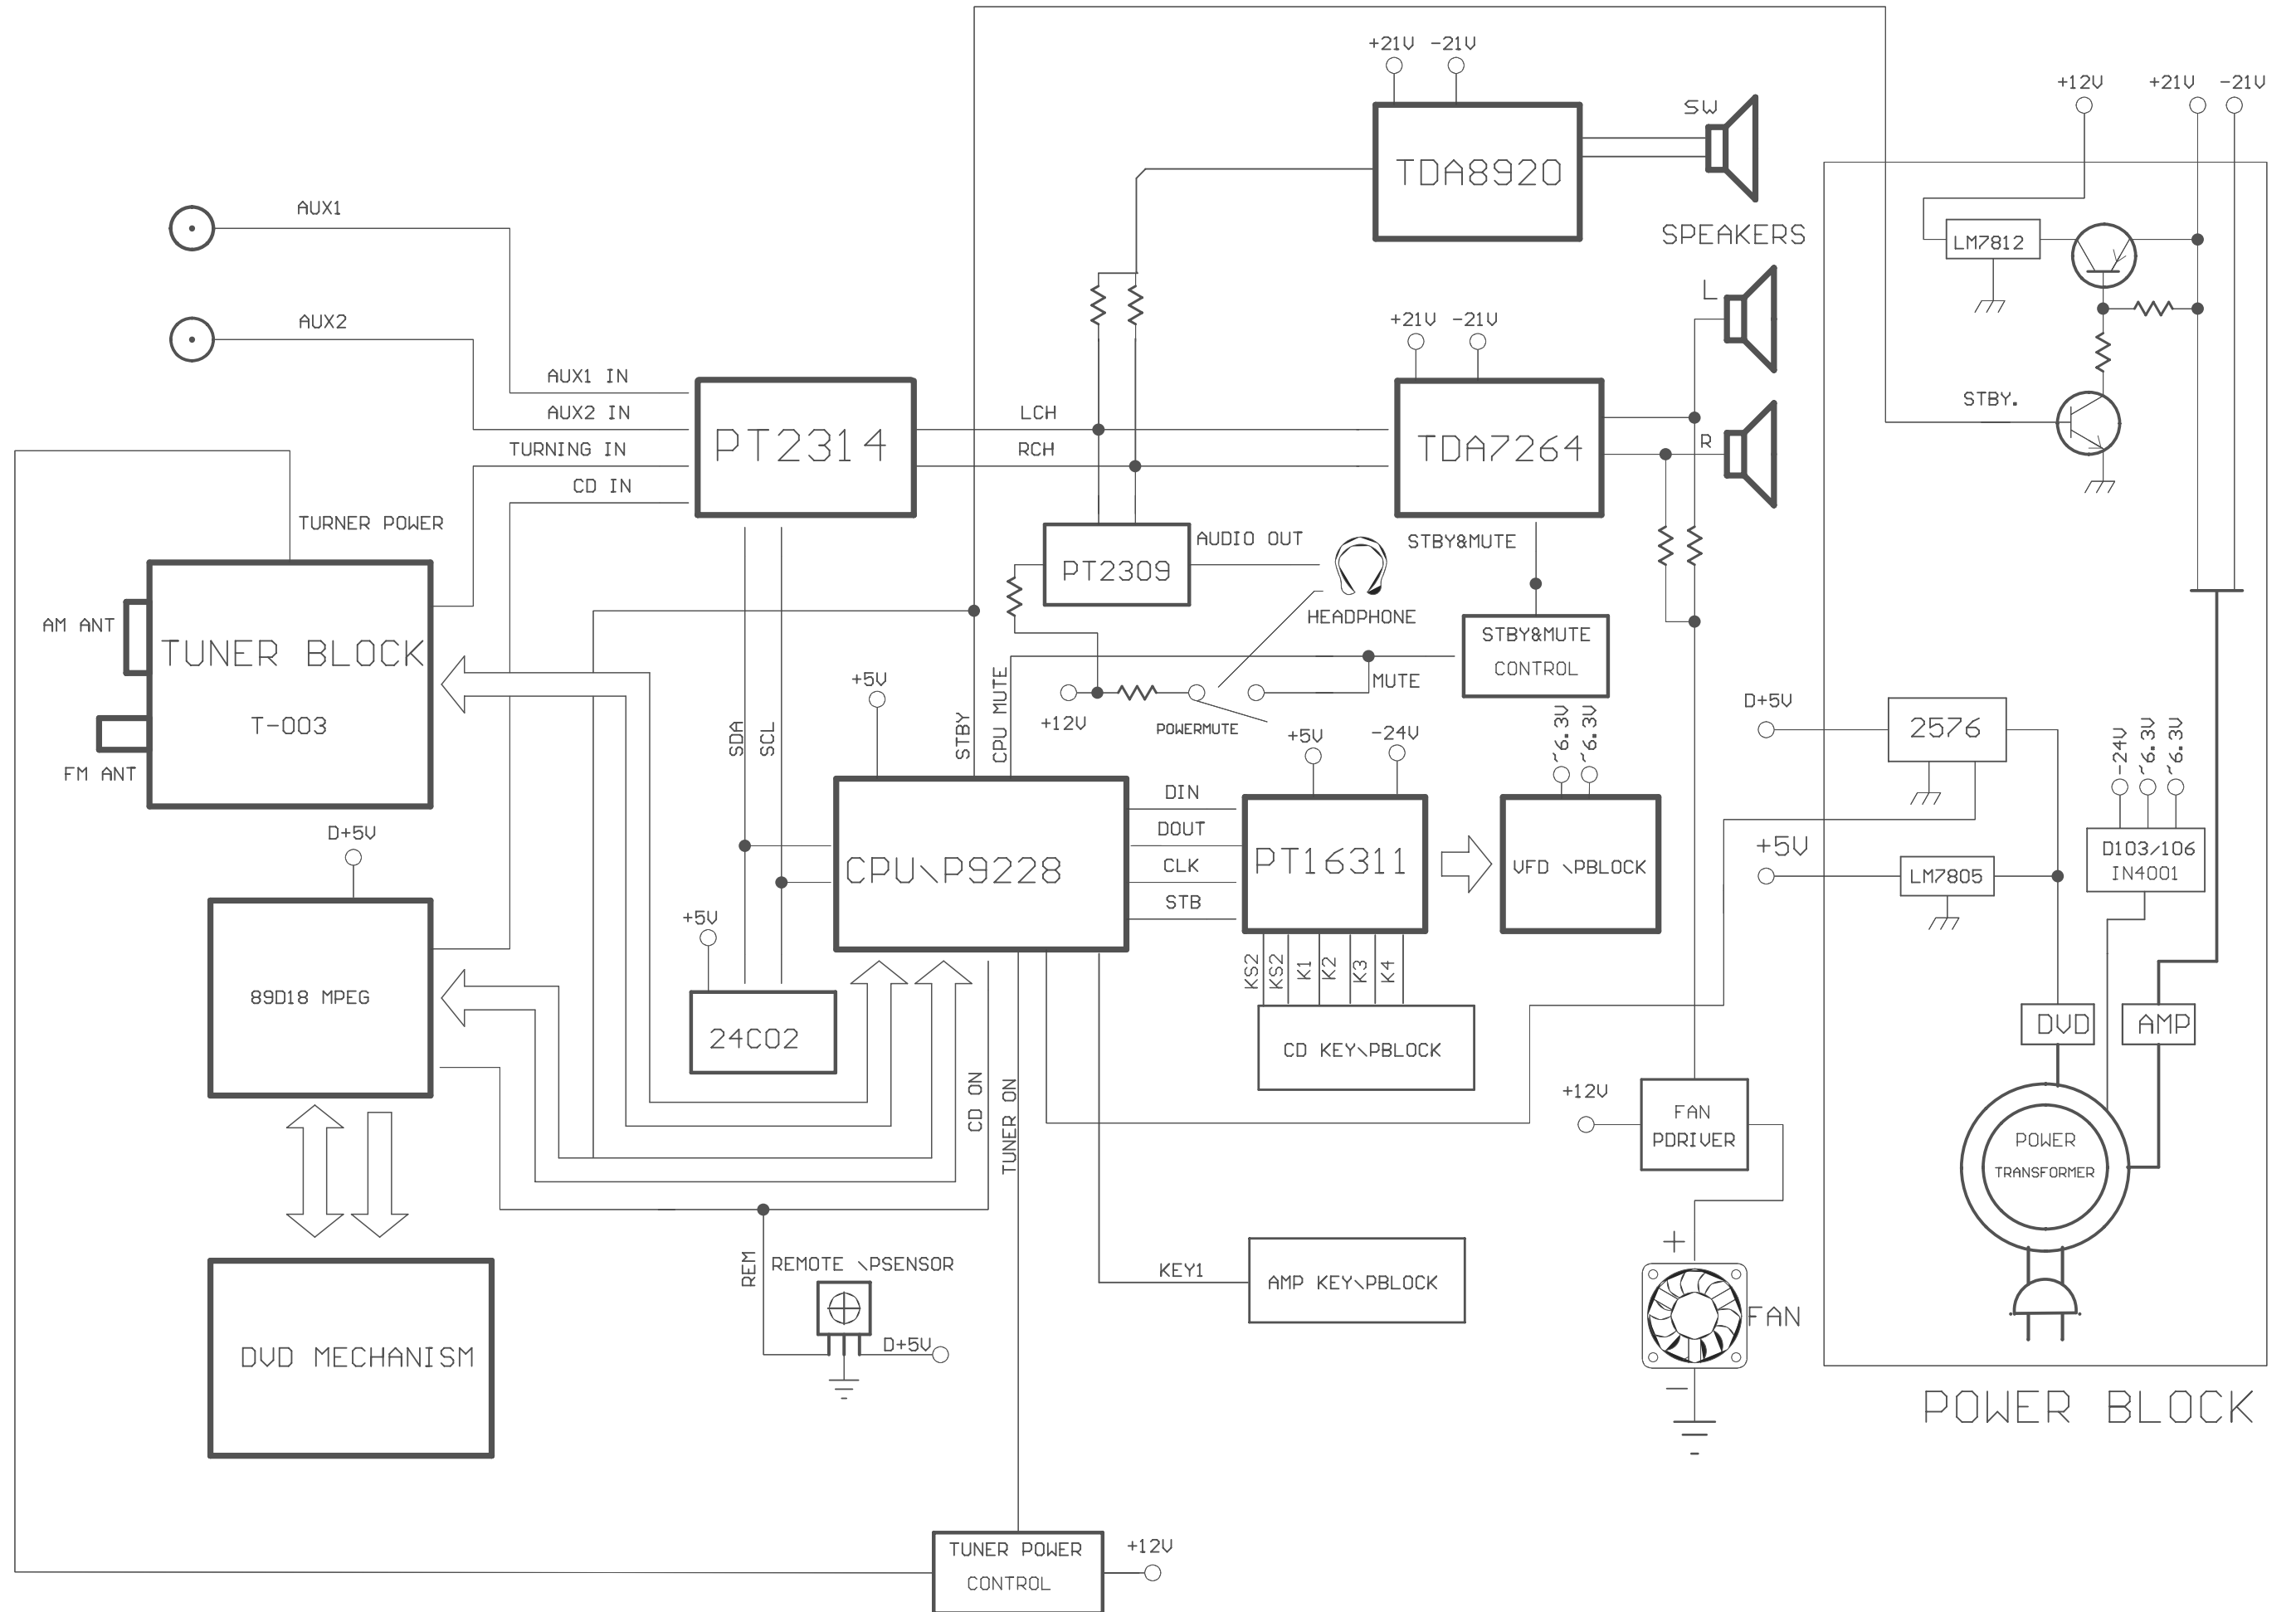 +21V -21V
+12V +21V -21V
SW
TDA8920
SPEAKERS
AUX1
LM7812
L
AUX2
+21V -21V
AUX1 IN
AUX2 IN
TURNING IN
CD IN
PT2314
LCH
RCH
TDA7264
R
STBY.
TURNER POWER
AUDIO OUT
STBY&MUTE
PT2309
HEADPHONE
AM ANT
TUNER BLOCK
T-003
FM ANT
STBY&MUTE
CONTROL
MUTE
+12V
POWERMUTE
+5V
SDA
SCL
STBY
CPU MUTE
+5V
-24V
~6.3V
~6.3V
D+5V
2576
-24V
~6.3V
~6.3V
D+5V
DIN
DOUT
CLK
STB
CPU\P9228
PT16311
VFD \PBLOCK
+5V
LM7805
D103/106
IN4001
+5V
KS2
KS2
K1
K2
K3
K4
89D18 MPEG
24C02
CD KEY\PBLOCK
DVD
AMP
CD ON
TUNER ON
+12V
FAN
PDRIVER
POWER
TRANSFORMER
REM
REMOTE \PSENSOR
KEY1
AMP KEY\PBLOCK
+
FAN
-
D+5V
DVD MECHANISM
POWER BLOCK
TUNER POWER
CONTROL
+12V